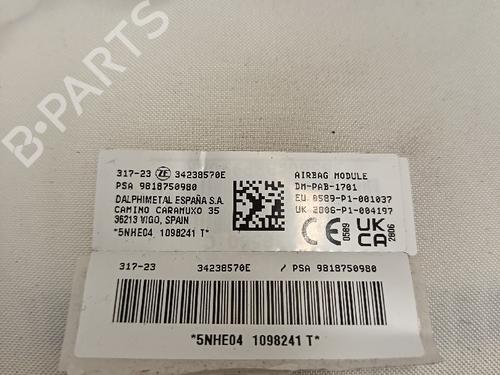 317-23 ZF 34238570E
PSA 9818750980
DALPHIMETAL ESPAÑA S.A.
CAMINO CARAMUXO 35
36213 VIGO, SPAIN
*5NHE04 1098241 T*
AIRBAG MODULE
DM-PAB-1701
EU 0589-P1-001037
UK 2806-P1-004197
CE 0589 UK CA 2806
317-23 34238570E / PSA 9818750980
*5NHE04 1098241 T*